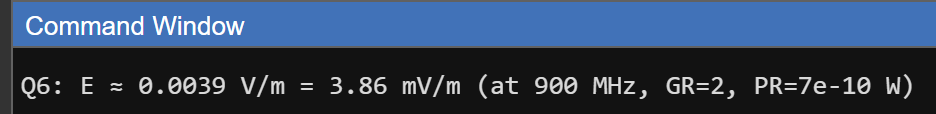 Command Window
Q6: E ≈ 0.0039 V/m = 3.86 mV/m (at 900 MHz, GR=2, PR=7e-10 W)